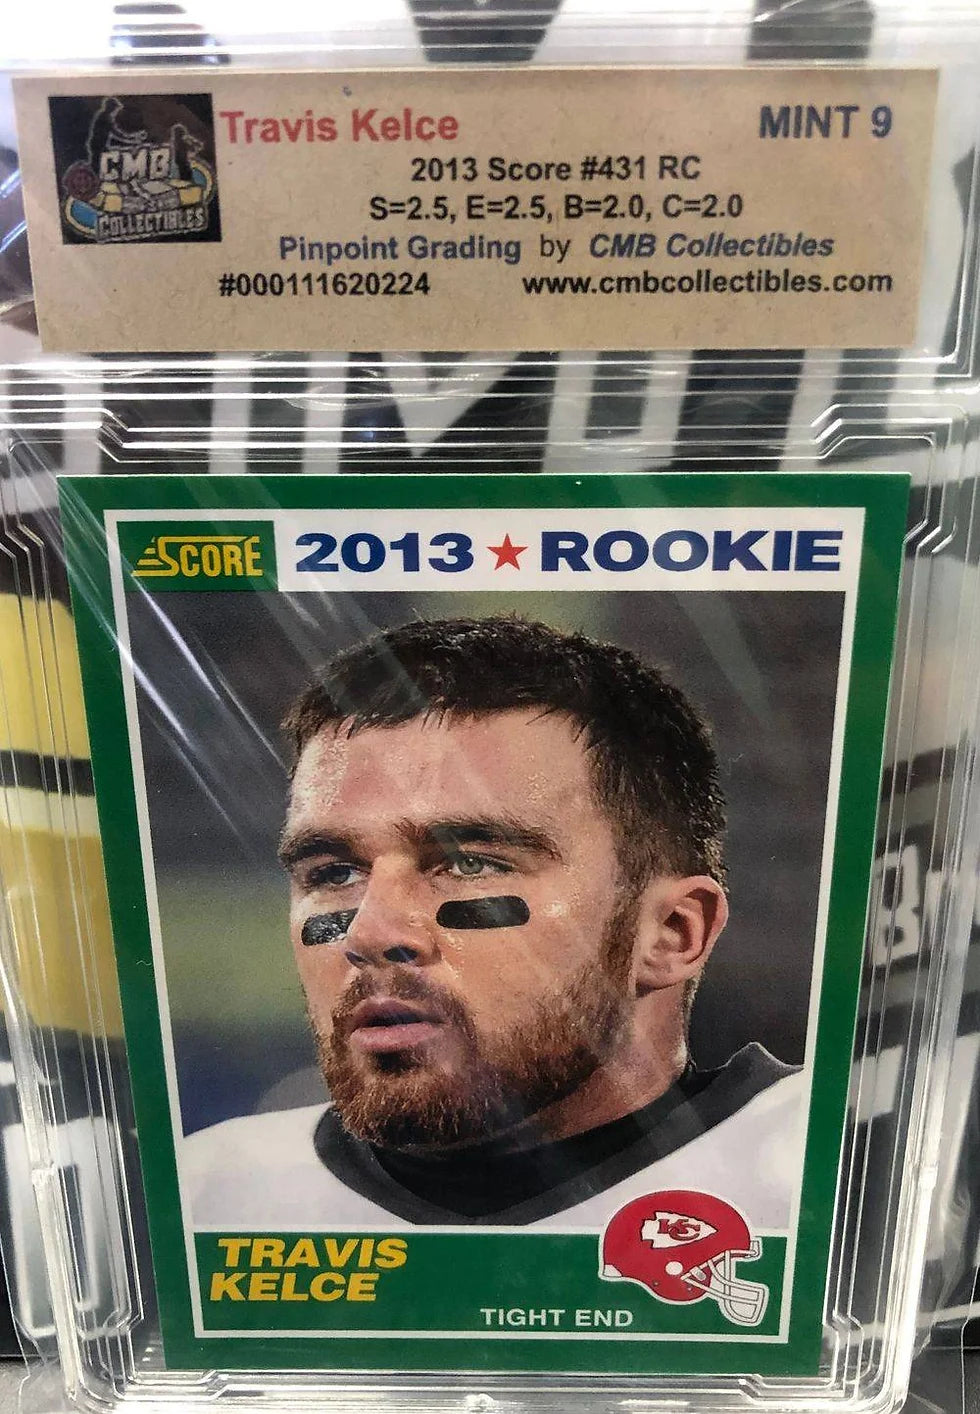 Travis Kelce MINT 9
2013 Score #431 RC
S=2.5, E=2.5, B=2.0, C=2.0
Pinpoint Grading by CMB Collectibles
#000111620224 www.cmbcollectibles.com
CMB
COLLECTIBLES
SCORE 2013 ROOKIE
TRAVIS
KELCE
KC
TIGHT END